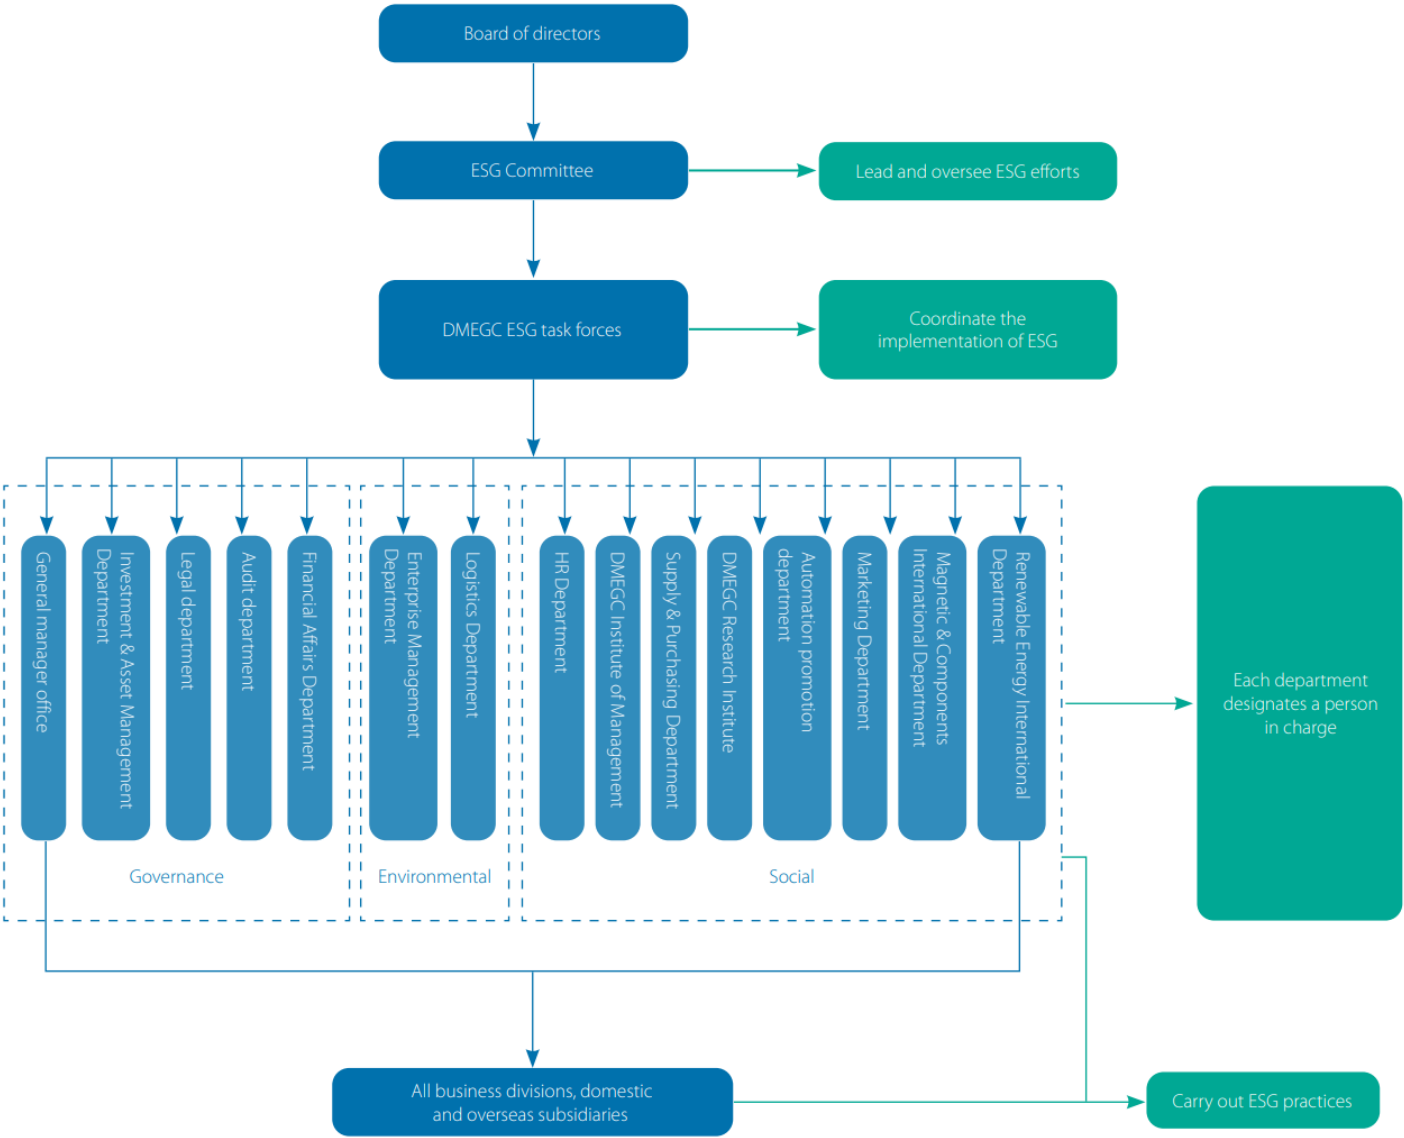 Board of directors
ESG Committee
Lead and oversee ESG efforts
DMEGC ESG task forces
Coordinate the
implementation of ESG
General manager office
Investment & Asset Management
Department
Legal department
Audit department
Financial Affairs Department
Enterprise Management
Department
Logistics Department
HR Department
DMEGC Institute of Management
Supply & Purchasing Department
DMEGC Research Institute
Automation promotion
department
Marketing Department
Magnetic & Components
International Department
Renewable Energy International
Department
Each department
designates a person
in charge
Governance
Environmental
Social
All business divisions, domestic
and overseas subsidiaries
Carry out ESG practices